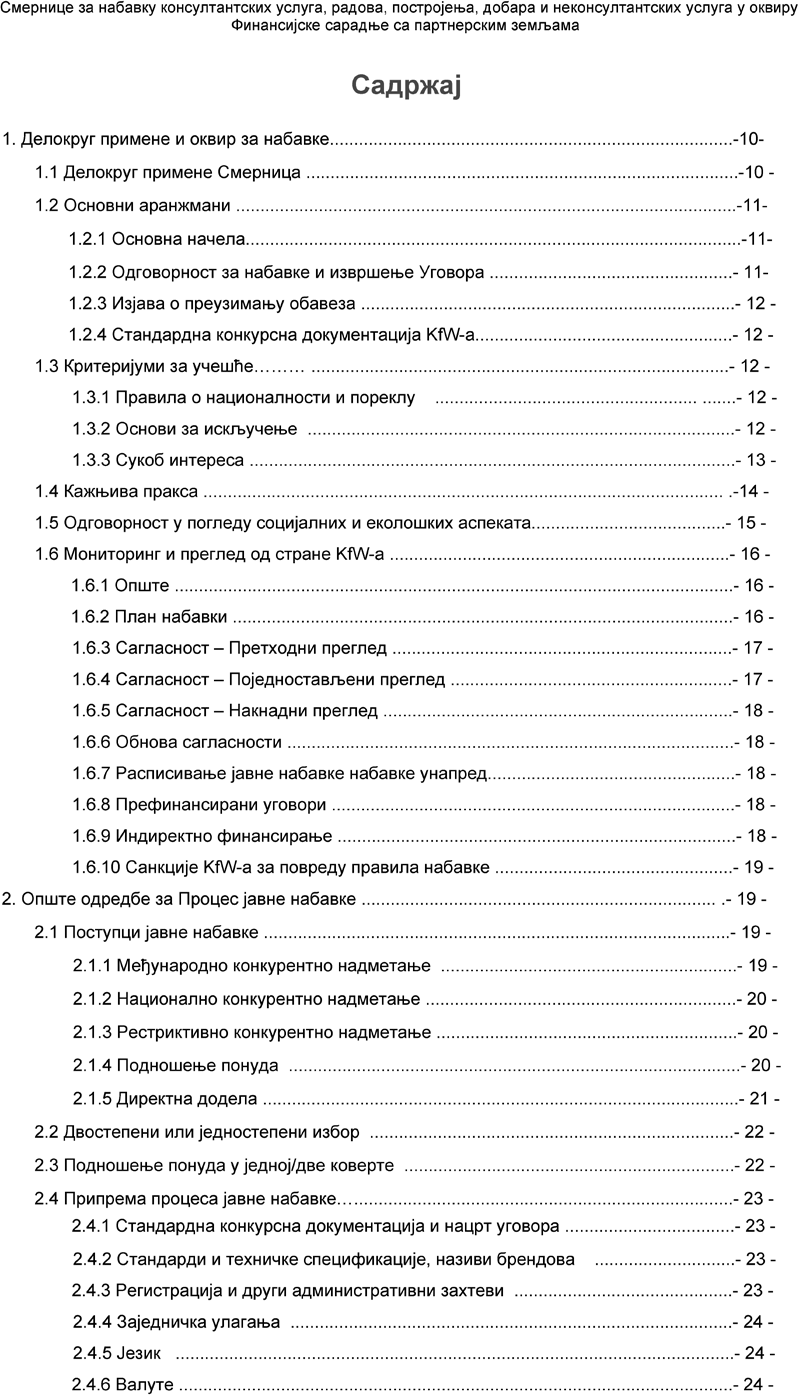 Смернице за набавку консултантских услуга, радова, постројења, добара и неконсултантских услуга у оквиру
Финансијске сарадње са партнерским земљама
Садржај
1. Делокруг примене и оквир за набавке.....-10-
1.1 Делокруг примене Смерница .....-10 -
1.2 Основни аранжмани .....-11-
1.2.1 Основна начела.....-11-
1.2.2 Одговорност за набавке и извршење Уговора .....- 11-
1.2.3 Изјава о преузимању обавеза .....- 12 -
1.2.4 Стандардна конкурсна документација KfW-а.....- 12 -
1.3 Критеријуми за учешће……… .....- 12 -
1.3.1 Правила о националности и пореклу ..... .....- 12 -
1.3.2 Основи за искључење .....- 12 -
1.3.3 Сукоб интереса .....- 13 -
1.4 Кажњива пракса ..... .-14 -
1.5 Одговорност у погледу социјалних и еколошких аспеката.....- 15 -
1.6 Мониторинг и преглед од стране KfW-а .....- 16 -
1.6.1 Опште .....- 16 -
1.6.2 План набавки .....- 16 -
1.6.3 Сагласност – Претходни преглед .....- 17 -
1.6.4 Сагласност – Поједностављени преглед .....- 17 -
1.6.5 Сагласност – Накнадни преглед .....- 18 -
1.6.6 Обнова сагласности .....- 18 -
1.6.7 Расписивање јавне набавке набавке унапред.....- 18 -
1.6.8 Префинансирани уговори .....- 18 -
1.6.9 Индиректно финансирање .....- 18 -
1.6.10 Санкције KfW-а за повреду правила набавке .....- 19 -
2. Опште одредбе за Процес јавне набавке ..... .- 19 -
2.1 Поступци јавне набавке .....- 19 -
2.1.1 Међународно конкурентно надметање .....- 19 -
2.1.2 Национално конкурентно надметање .....- 20 -
2.1.3 Рестриктивно конкурентно надметање .....- 20 -
2.1.4 Подношење понуда .....- 20 -
2.1.5 Директна додела .....- 21 -
2.2 Двостепени или једностепени избор .....- 22 -
2.3 Подношење понуда у једној/две коверте .....- 22 -
2.4 Припрема процеса јавне набавке….....- 23 -
2.4.1 Стандардна конкурсна документација и нацрт уговора .....- 23 -
2.4.2 Стандарди и техничке спецификације, називи брендова .....- 23 -
2.4.3 Регистрација и други административни захтеви .....- 23 -
2.4.4 Заједничка улагања .....- 24 -
2.4.5 Језик .....- 24 -
2.4.6 Валуте .....- 24 -